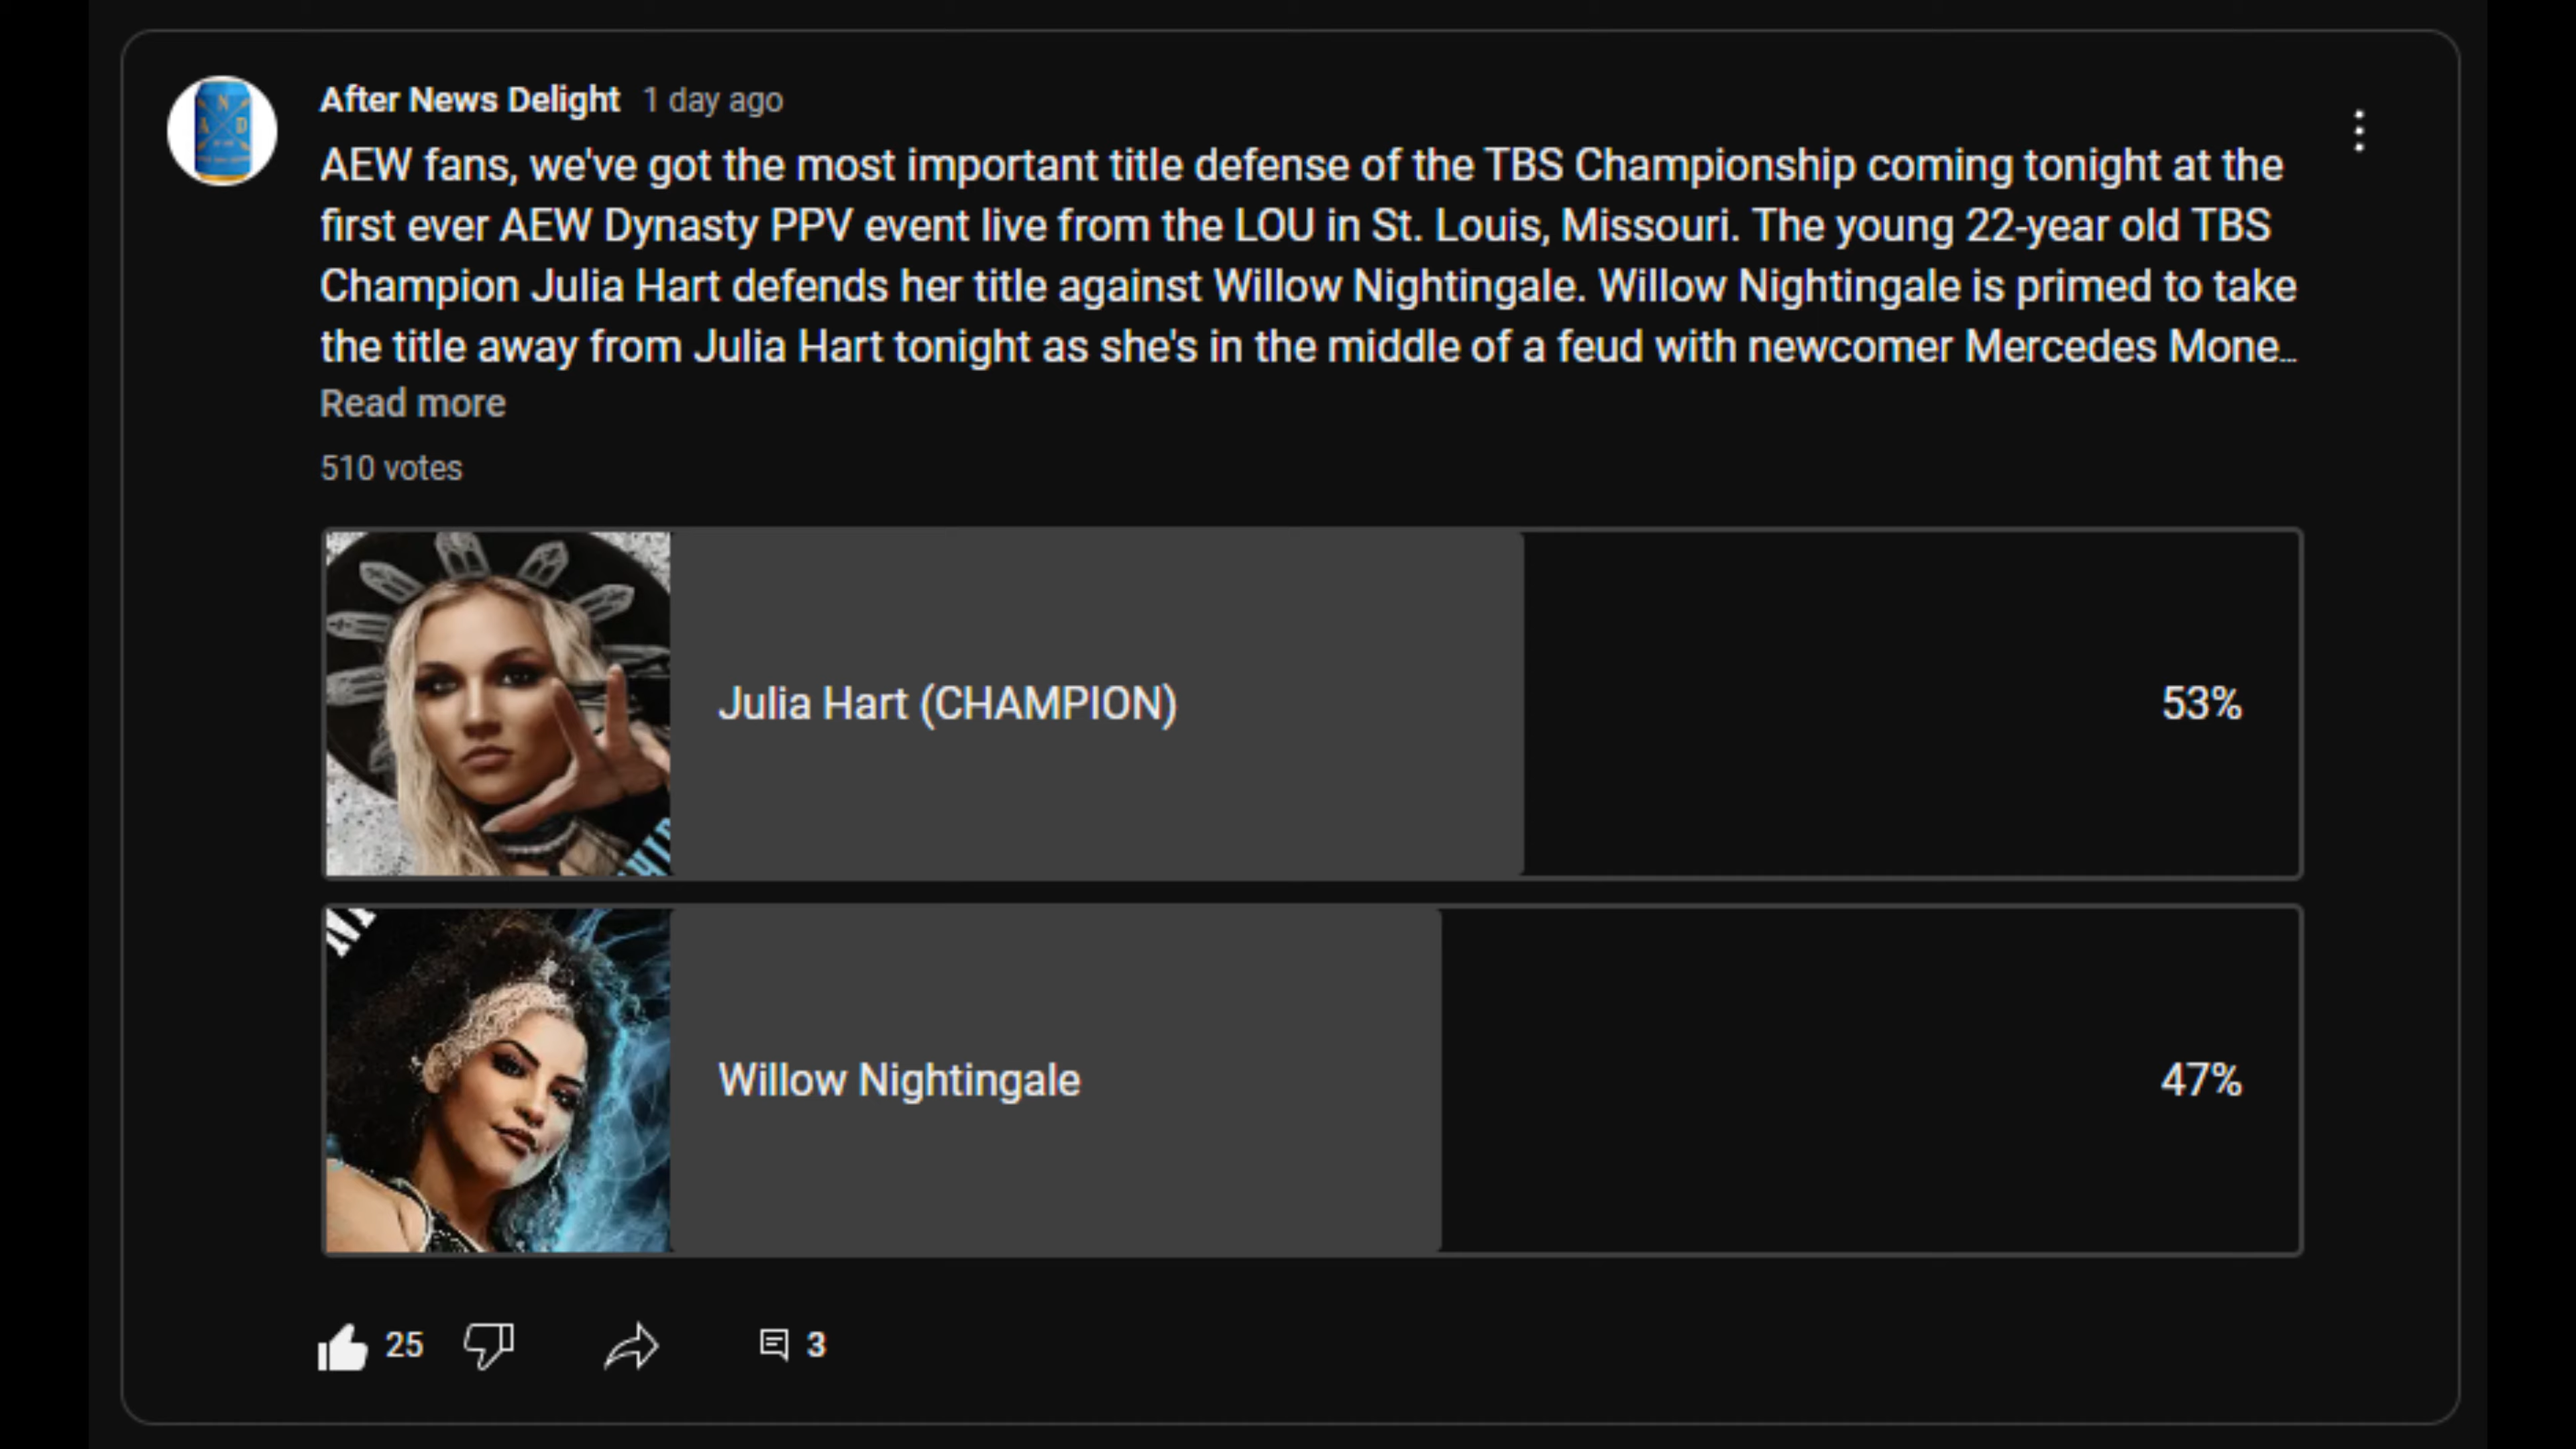 After News Delight 1 day ago
N
A D
AEW fans, we've got the most important title defense of the TBS Championship coming tonight at the
first ever AEW Dynasty PPV event live from the LOU in St. Louis, Missouri. The young 22-year old TBS
Champion Julia Hart defends her title against Willow Nightingale. Willow Nightingale is primed to take
the title away from Julia Hart tonight as she's in the middle of a feud with newcomer Mercedes Mone...
Read more
510 votes
Julia Hart (CHAMPION) 53%
Willow Nightingale 47%
25 3